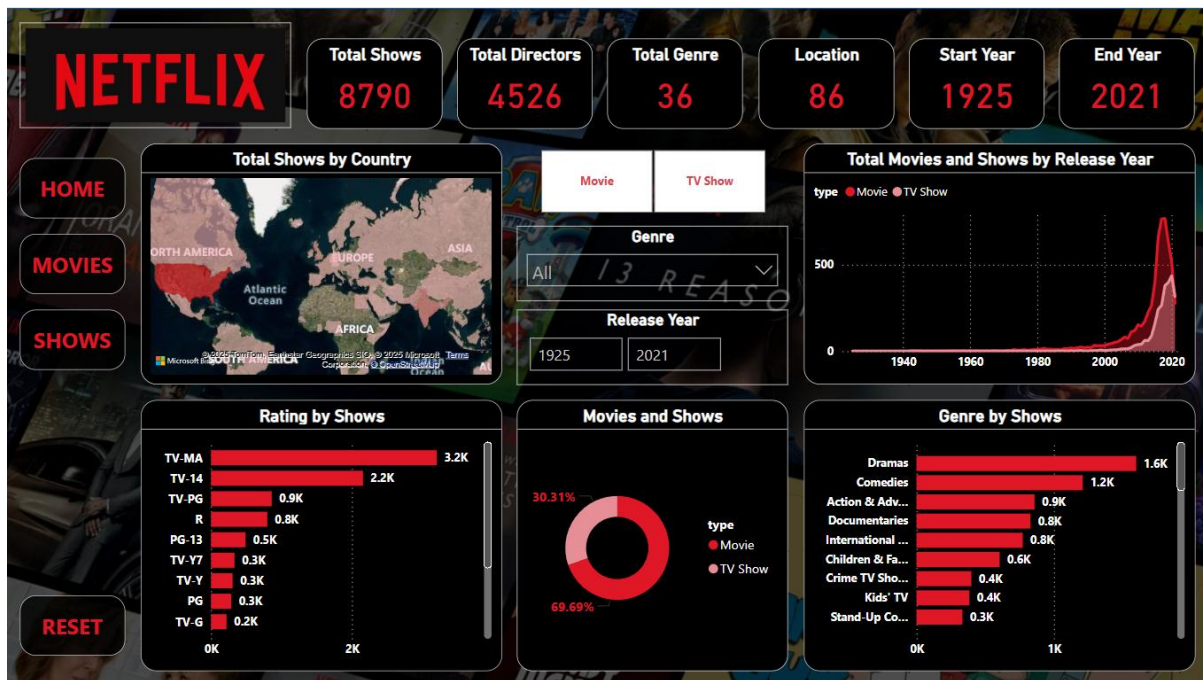 NETFLIX
Total Shows
8790
Total Directors
4526
Total Genre
36
Location
86
Start Year
1925
End Year
2021
HOME
MOVIES
SHOWS
RESET
Total Shows by Country
ORTH AMERICA
EUROPE
ASIA
Atlantic
Ocean
AFRICA
SOUTH AMERICA
© 2025 TomTom, Earthstar Geographics SIO, © 2025 Microsoft Corporation, © OpenStreetMap Terms
Microsoft
Movie
TV Show
Genre
All
13 REASO
Release Year
1925
2021
Total Movies and Shows by Release Year
type Movie TV Show
500
0
1940 1960 1980 2000 2020
Rating by Shows
TV-MA 3.2K
TV-14 2.2K
TV-PG 0.9K
R 0.8K
PG-13 0.5K
TV-Y7 0.3K
TV-Y 0.3K
PG 0.3K
TV-G 0.2K
0K 2K
Movies and Shows
30.31%
69.69%
type
Movie
TV Show
Genre by Shows
Dramas 1.6K
Comedies 1.2K
Action & Adv... 0.9K
Documentaries 0.8K
International ... 0.8K
Children & Fa... 0.6K
Crime TV Sho... 0.4K
Kids' TV 0.4K
Stand-Up Co... 0.3K
0K 1K